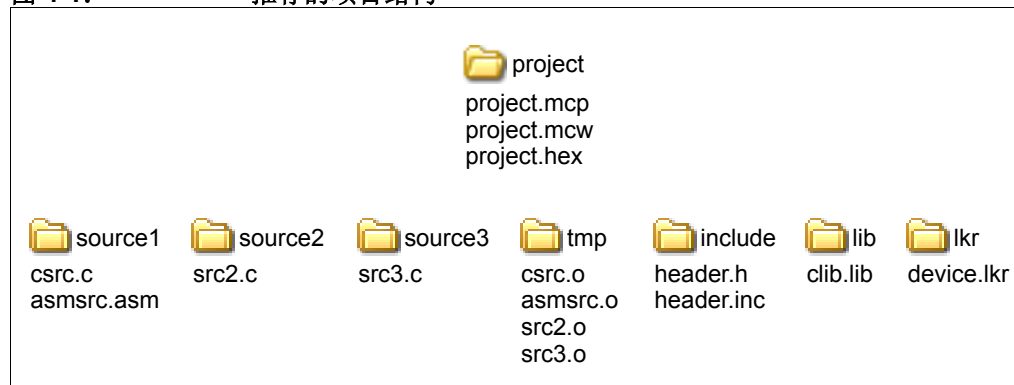 project
project.mcp
project.mcw
project.hex
source1
csrc.c
asmsrc.asm
source2
src2.c
source3
src3.c
tmp
csrc.o
asmsrc.o
src2.o
src3.o
include
header.h
header.inc
lib
clib.lib
lkr
device.lkr